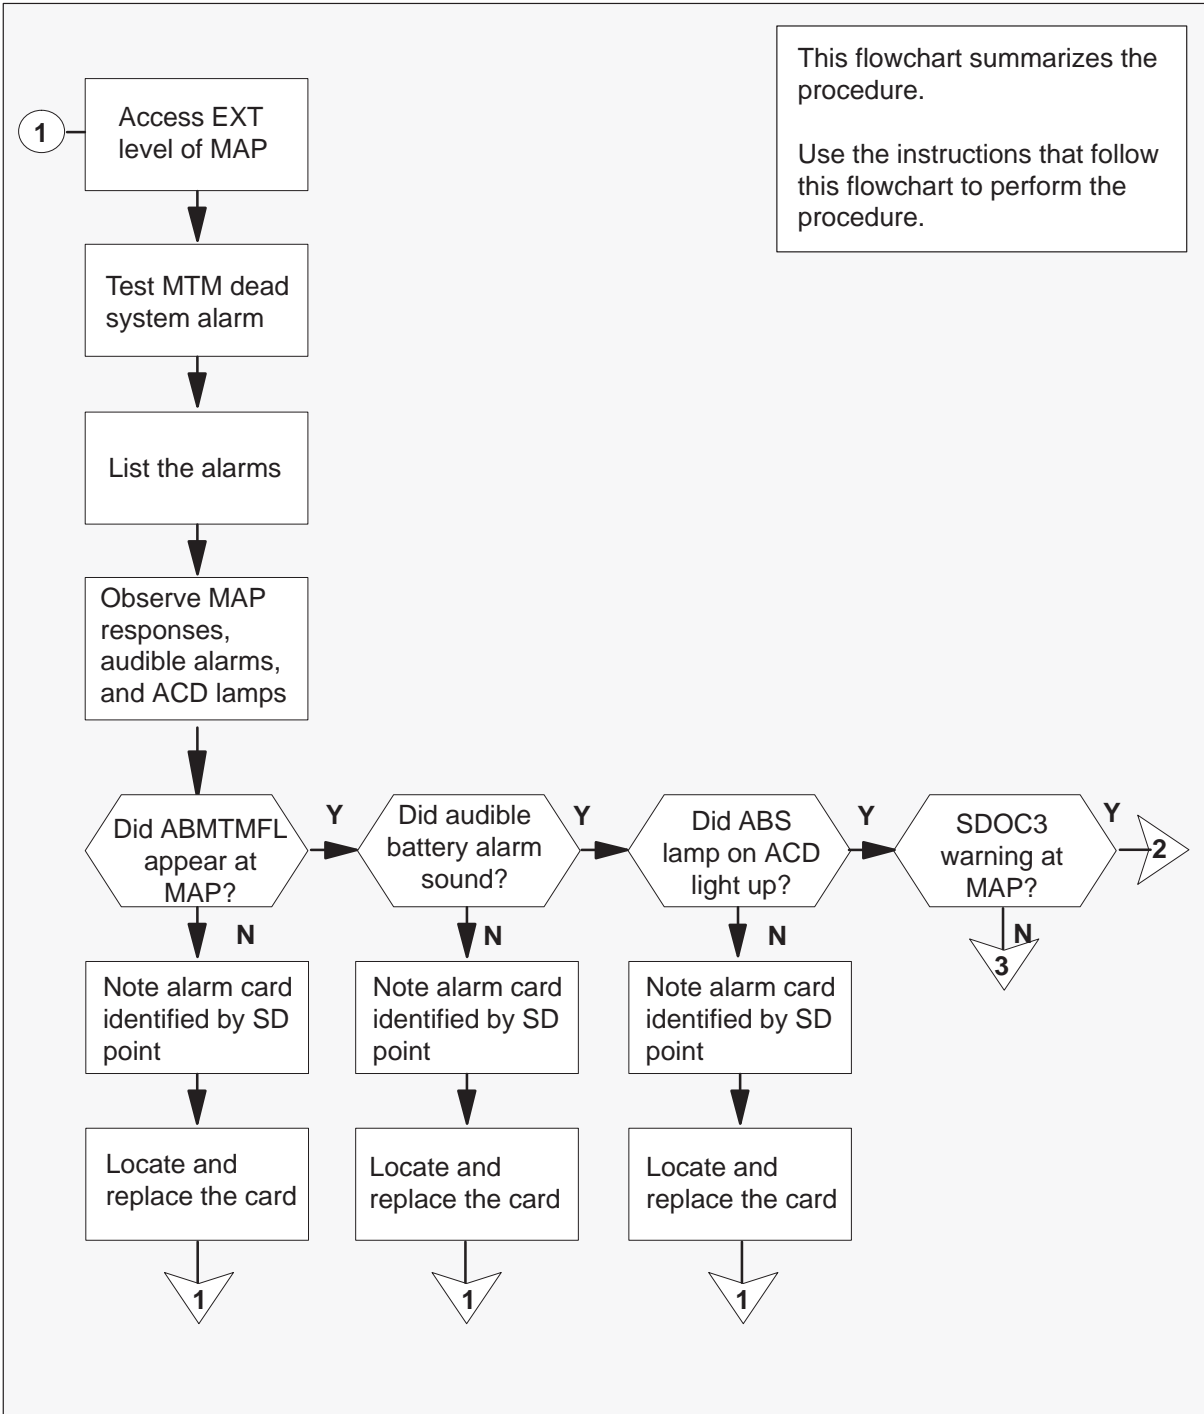 This flowchart summarizes the
procedure.
Use the instructions that follow
this flowchart to perform the
procedure.
1
Access EXT
level of MAP
Test MTM dead
system alarm
List the alarms
Observe MAP
responses,
audible alarms,
and ACD lamps
Did ABMTMFL
appear at
MAP?
Y
Did audible
battery alarm
sound?
Y
Did ABS
lamp on ACD
light up?
Y
SDOC3
warning at
MAP?
Y
2
N
N
N
N
3
Note alarm card
identified by SD
point
Note alarm card
identified by SD
point
Note alarm card
identified by SD
point
Locate and
replace the card
Locate and
replace the card
Locate and
replace the card
1
1
1